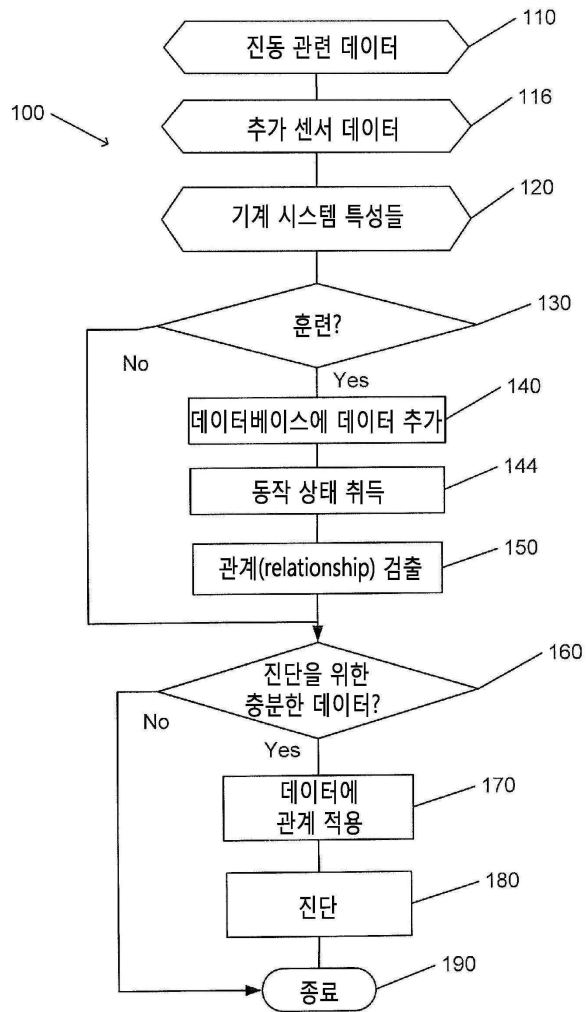 110
진동 관련 데이터
116
100
추가 센서 데이터
120
기계 시스템 특성들
130
훈련?
No
Yes
140
데이터베이스에 데이터 추가
144
동작 상태 취득
150
관계(relationship) 검출
160
진단을 위한
충분한 데이터?
No
Yes
170
데이터에
관계 적용
180
진단
190
종료